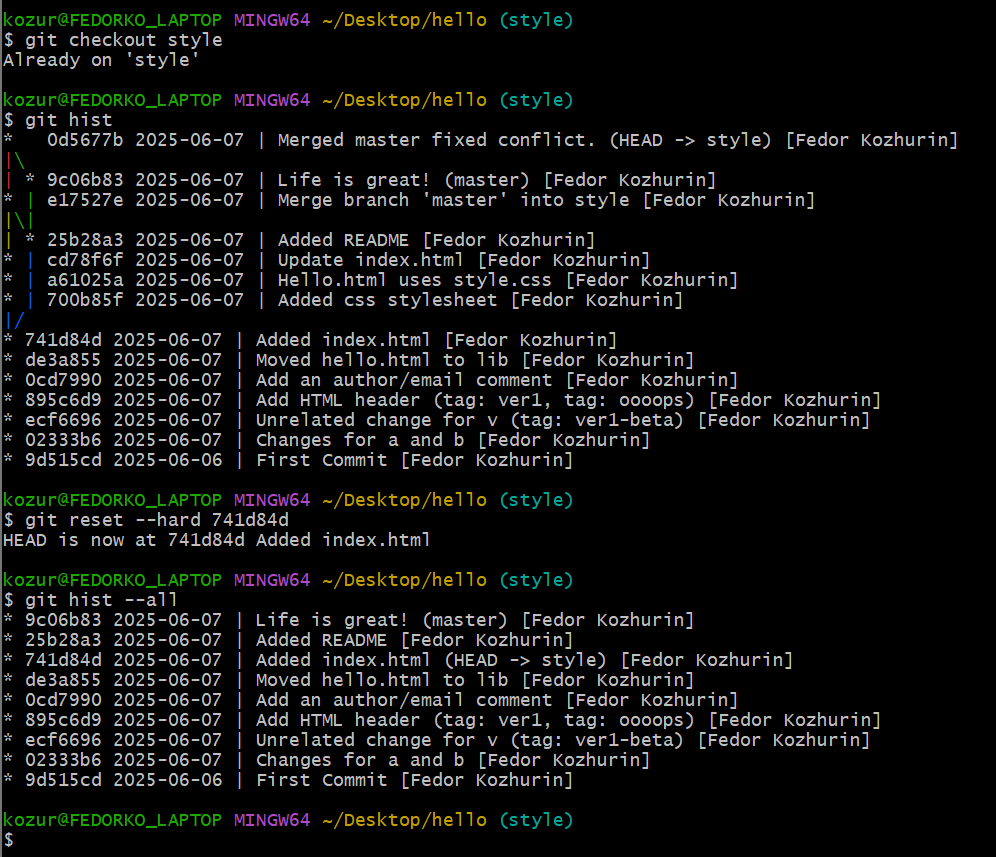 kozur@FEDORKO_LAPTOP MINGW64 ~/Desktop/hello (style)
$ git checkout style
Already on 'style'
kozur@FEDORKO_LAPTOP MINGW64 ~/Desktop/hello (style)
$ git hist
*   0d5677b 2025-06-07 | Merged master fixed conflict. (HEAD -> style) [Fedor Kozhurin]
|\
| * 9c06b83 2025-06-07 | Life is great! (master) [Fedor Kozhurin]
* | e17527e 2025-06-07 | Merge branch 'master' into style [Fedor Kozhurin]
|\|
| * 25b28a3 2025-06-07 | Added README [Fedor Kozhurin]
* | cd78f6f 2025-06-07 | Update index.html [Fedor Kozhurin]
* | a61025a 2025-06-07 | Hello.html uses style.css [Fedor Kozhurin]
* | 700b85f 2025-06-07 | Added css stylesheet [Fedor Kozhurin]
|/
* 741d84d 2025-06-07 | Added index.html [Fedor Kozhurin]
* de3a855 2025-06-07 | Moved hello.html to lib [Fedor Kozhurin]
* 0cd7990 2025-06-07 | Add an author/email comment [Fedor Kozhurin]
* 895c6d9 2025-06-07 | Add HTML header (tag: ver1, tag: oooops) [Fedor Kozhurin]
* ecf6696 2025-06-07 | Unrelated change for v (tag: ver1-beta) [Fedor Kozhurin]
* 02333b6 2025-06-07 | Changes for a and b [Fedor Kozhurin]
* 9d515cd 2025-06-06 | First Commit [Fedor Kozhurin]
kozur@FEDORKO_LAPTOP MINGW64 ~/Desktop/hello (style)
$ git reset --hard 741d84d
HEAD is now at 741d84d Added index.html
kozur@FEDORKO_LAPTOP MINGW64 ~/Desktop/hello (style)
$ git hist --all
* 9c06b83 2025-06-07 | Life is great! (master) [Fedor Kozhurin]
* 25b28a3 2025-06-07 | Added README [Fedor Kozhurin]
* 741d84d 2025-06-07 | Added index.html (HEAD -> style) [Fedor Kozhurin]
* de3a855 2025-06-07 | Moved hello.html to lib [Fedor Kozhurin]
* 0cd7990 2025-06-07 | Add an author/email comment [Fedor Kozhurin]
* 895c6d9 2025-06-07 | Add HTML header (tag: ver1, tag: oooops) [Fedor Kozhurin]
* ecf6696 2025-06-07 | Unrelated change for v (tag: ver1-beta) [Fedor Kozhurin]
* 02333b6 2025-06-07 | Changes for a and b [Fedor Kozhurin]
* 9d515cd 2025-06-06 | First Commit [Fedor Kozhurin]
kozur@FEDORKO_LAPTOP MINGW64 ~/Desktop/hello (style)
$